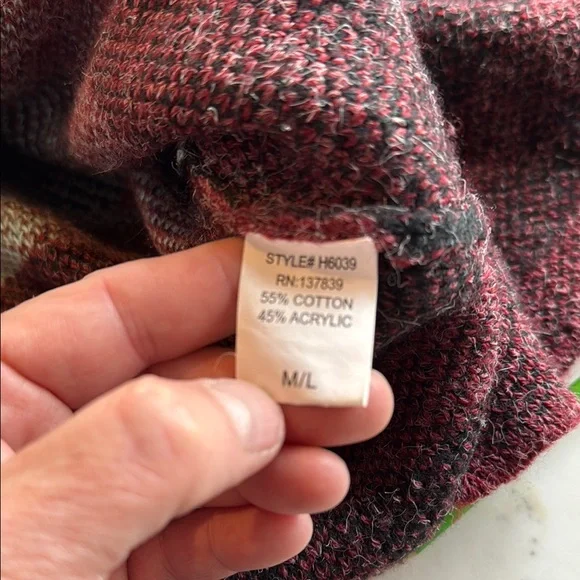 STYLE# H6039
RN:137839
55% COTTON
45% ACRYLIC
M/L